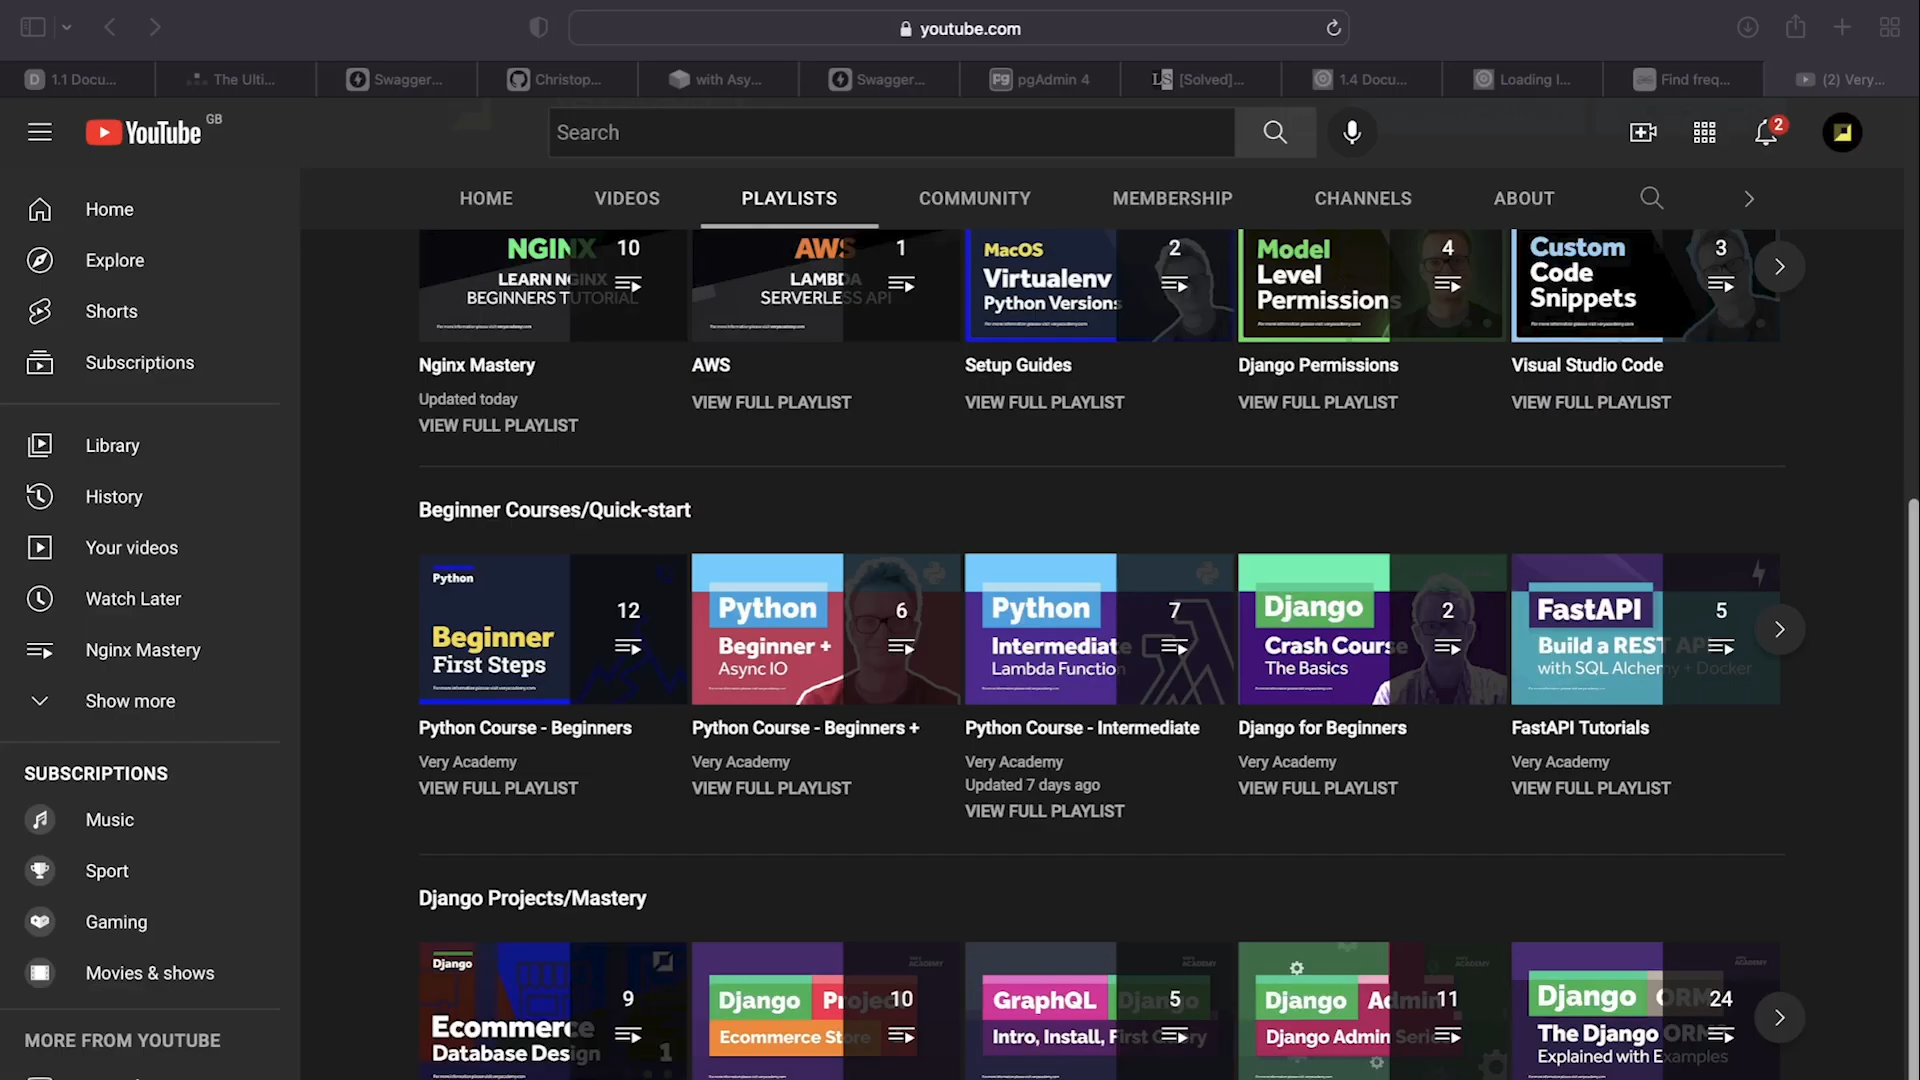 youtube.com
D 1.1 Docu...
The Ulti...
Swagger...
Christop...
with Asy...
Swagger...
Pg pgAdmin 4
LS [Solved]...
1.4 Docu...
Loading I...
Find freq...
(2) Very...
YouTube GB
Search
2
HOME
VIDEOS
PLAYLISTS
COMMUNITY
MEMBERSHIP
CHANNELS
ABOUT
Home
Explore
Shorts
Subscriptions
Library
History
Your videos
Watch Later
Nginx Mastery
Show more
SUBSCRIPTIONS
Music
Sport
Gaming
Movies & shows
MORE FROM YOUTUBE
NGINX
LEARN NGINX
BEGINNERS TUTORIAL
10
Nginx Mastery
Updated today
VIEW FULL PLAYLIST
AWS
LAMBDA
SERVERLESS API
1
AWS
VIEW FULL PLAYLIST
MacOS
Virtualenv
Python Versions
2
Setup Guides
VIEW FULL PLAYLIST
Model
Level
Permissions
4
Django Permissions
VIEW FULL PLAYLIST
Custom
Code
Snippets
3
Visual Studio Code
VIEW FULL PLAYLIST
Beginner Courses/Quick-start
Python
Beginner
First Steps
12
Python Course - Beginners
Very Academy
VIEW FULL PLAYLIST
Python
Beginner +
Async IO
6
Python Course - Beginners +
Very Academy
VIEW FULL PLAYLIST
Python
Intermediate
Lambda Function
7
Python Course - Intermediate
Very Academy
Updated 7 days ago
VIEW FULL PLAYLIST
Django
Crash Course
The Basics
2
Django for Beginners
Very Academy
VIEW FULL PLAYLIST
FastAPI
Build a REST API
with SQL Alchemy + Docker
5
FastAPI Tutorials
Very Academy
VIEW FULL PLAYLIST
Django Projects/Mastery
Django
Ecommerce
Database Design
1
9
Django Project
Ecommerce Store
10
GraphQL Django
Intro, Install, First Query
5
Django Admin
Django Admin Series
11
Django ORM
The Django ORM
Explained with Examples
24